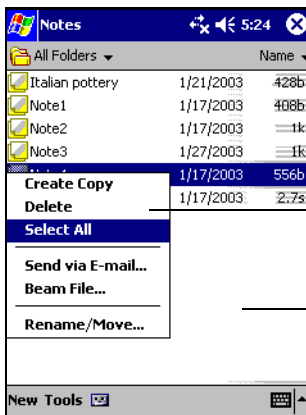 Notes 5:24
All Folders Name
Italian pottery 1/21/2003 428b
Note1 1/17/2003 408b
Note2 1/17/2003 1k
Note3 1/27/2003 1k
1/17/2003 556b
1/17/2003 2.7s
Create Copy
Delete
Select All
Send via E-mail...
Beam File...
Rename/Move...
New Tools